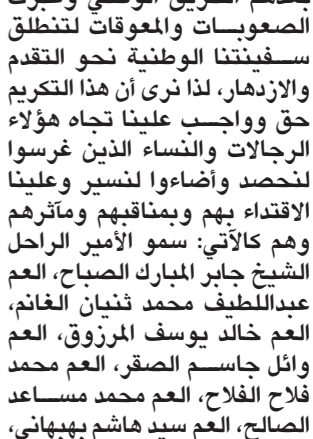 الصعوبات والمعوقات لتنطلق
سفينتنا الوطنية نحو التقدم
والازدهار، لذا نرى أن هذا التكريم
حق وواجب علينا تجاه هؤلاء
الرجالات والنساء الذين غرسوا
لنحصد وأضاءوا لنسير وعلينا
الاقتداء بهم وبمناقبهم ومآثرهم
وهم كالآتي: سمو الأمير الراحل
الشيخ جابر المبارك الصباح، العم
عبداللطيف محمد ثنيان الغانم،
العم خالد يوسف المرزوق، العم
وائل جاسم الصقر، العم محمد
فلاح الفلاح، العم محمد مساعد
الصالح، العم سيد هاشم بهبهاني،